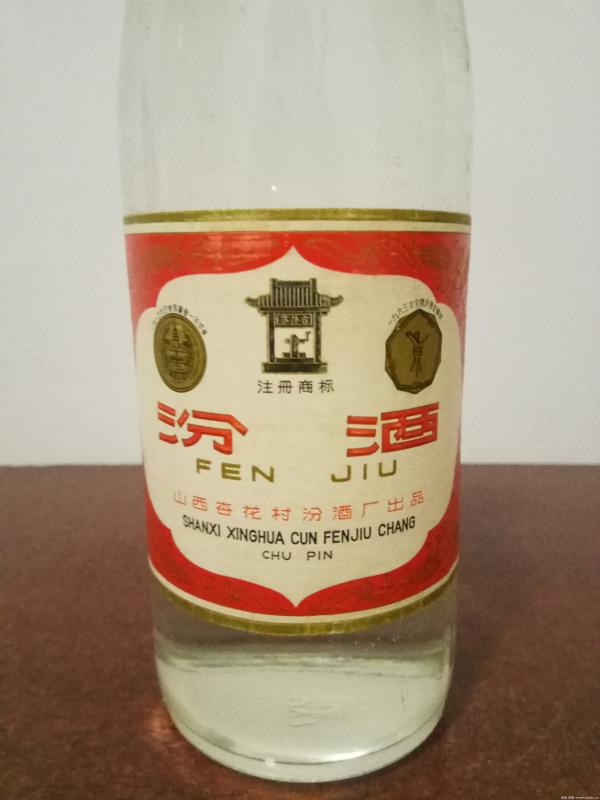 注册商标
汾酒
FEN JIU
山西杏花村汾酒厂出品
SHANXI XINGHUA CUN FENJIU CHANG
CHU PIN